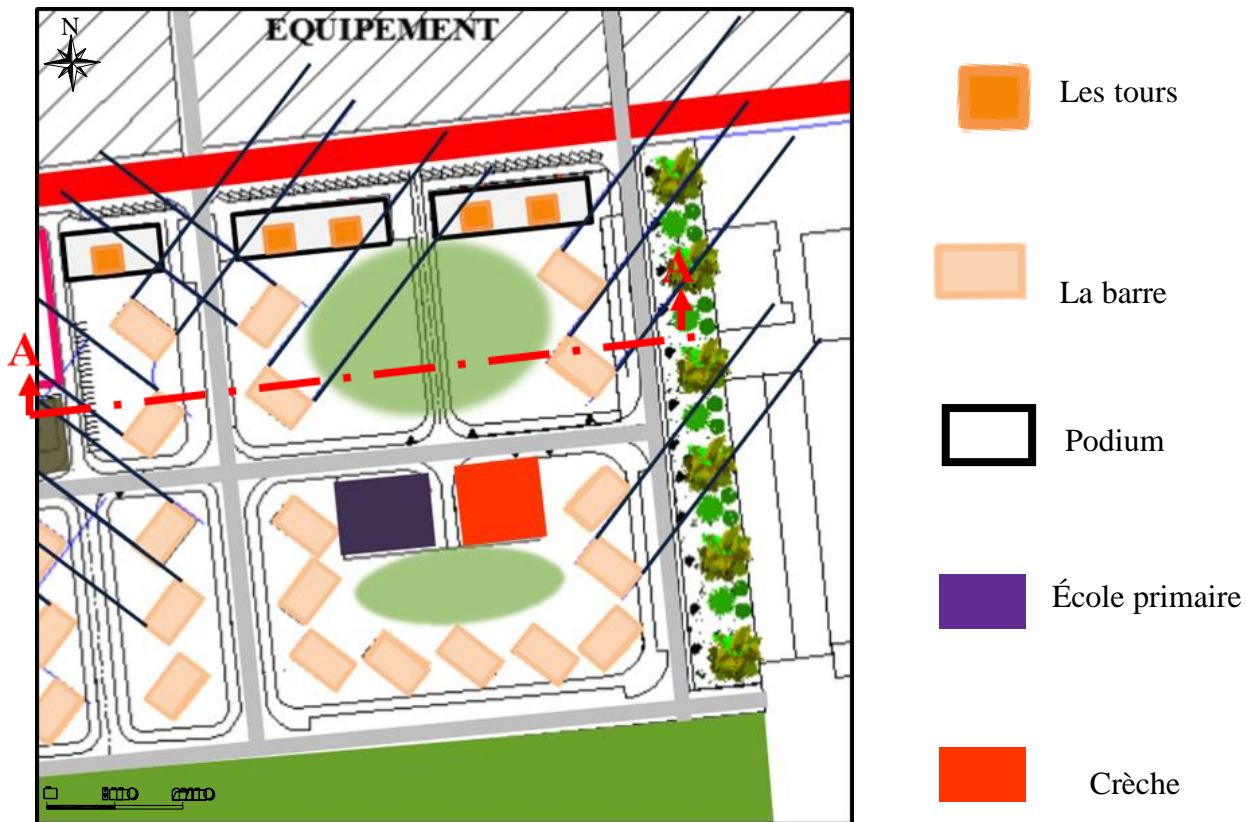 N
EQUIPEMENT
A
A
Les tours
La barre
Podium
École primaire
Crèche